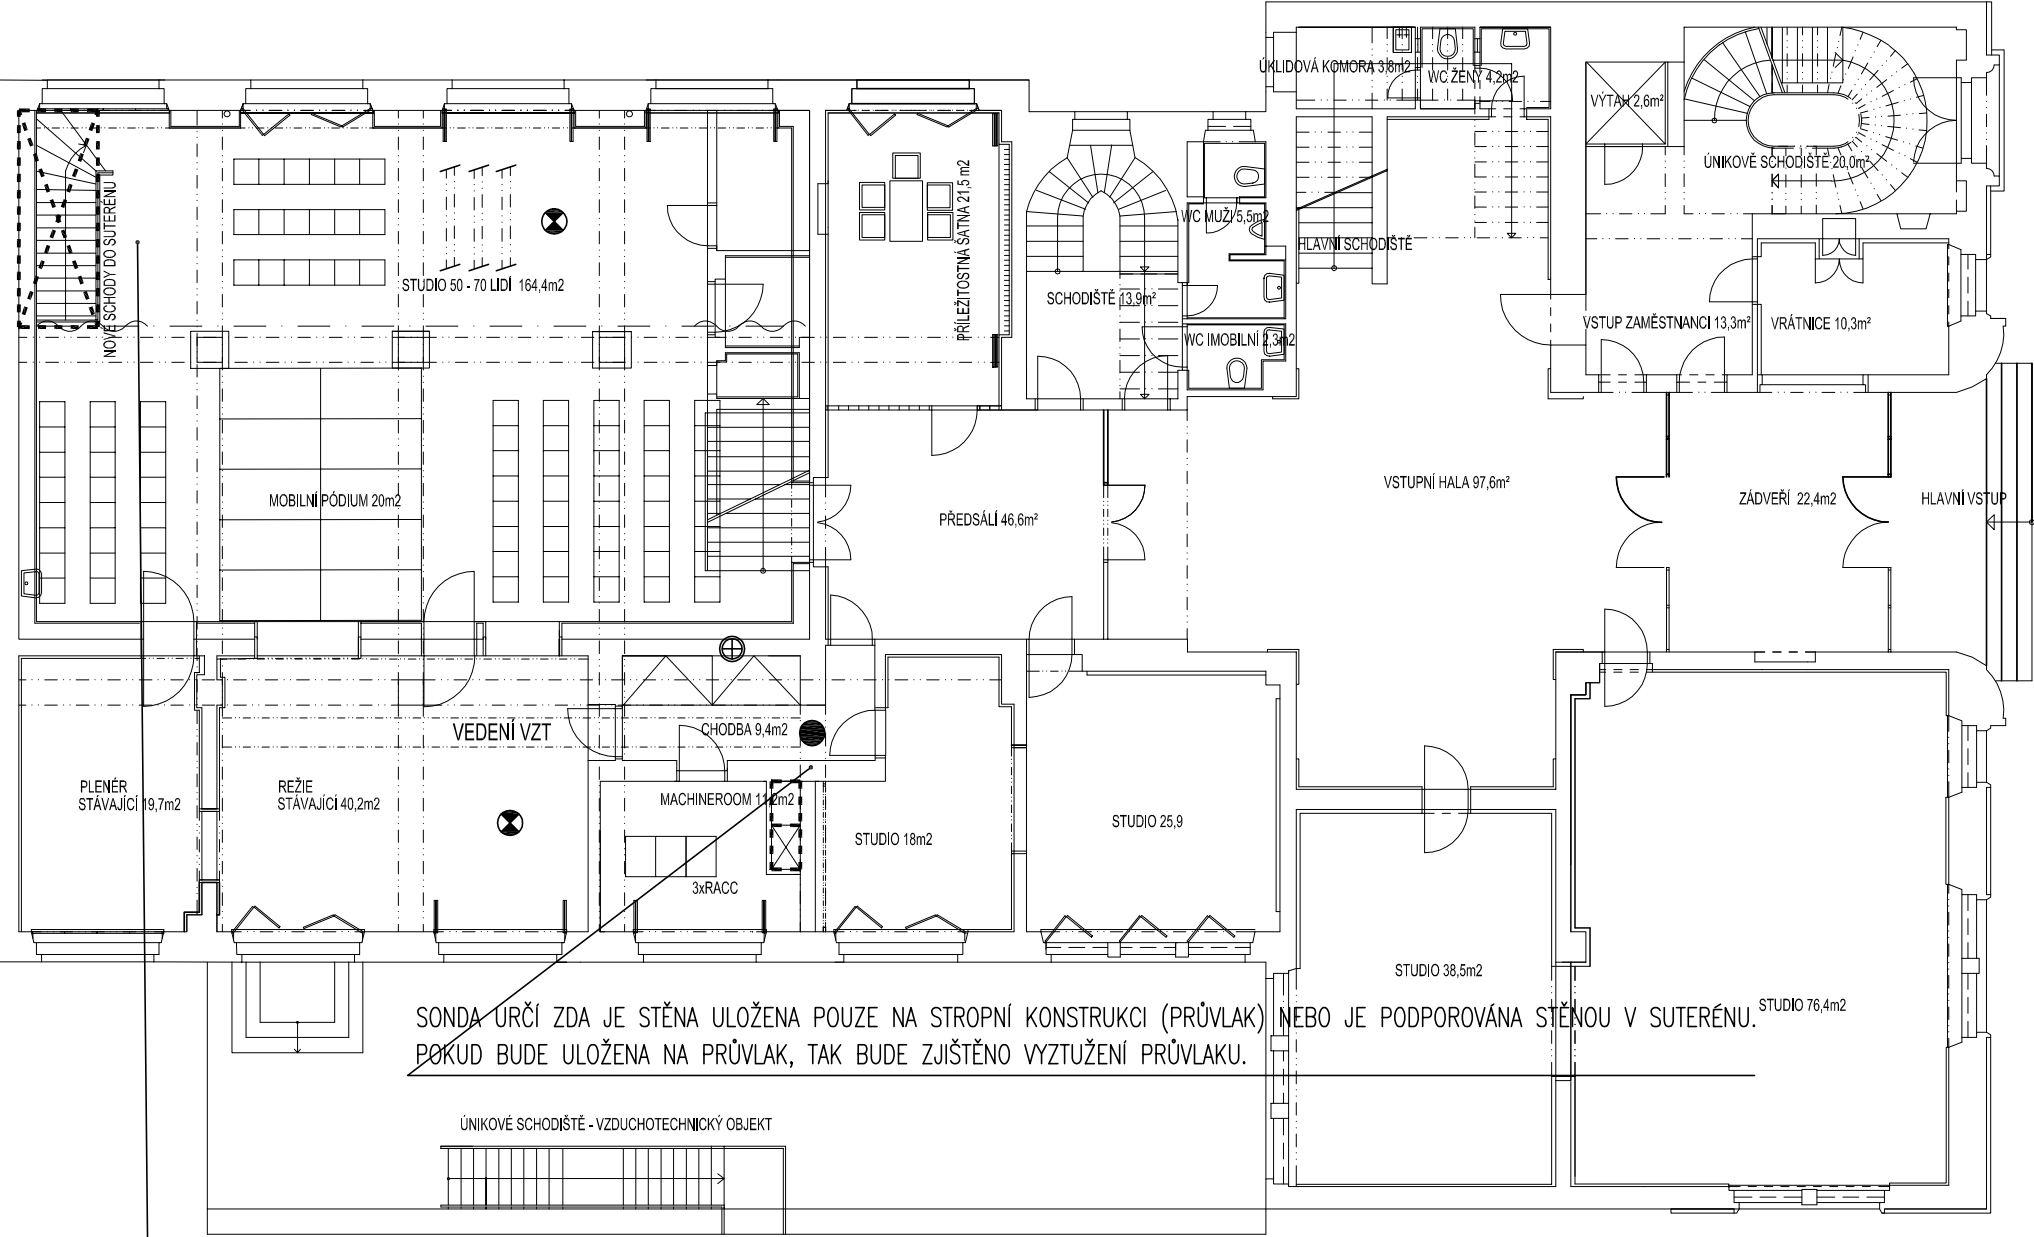 ÚKLIDOVÁ KOMORA 3,8m2
WC ŽENY 4,2m2
VÝTAH 2,6m²
ÚNIKOVÉ SCHODIŠTĚ 20,0m²
NOVÉ SCHODY DO SUTERÉNU
STUDIO 50 - 70 LIDÍ 164,4m2
PŘÍLEŽITOSTNÁ ŠATNA 21,5 m2
SCHODIŠTĚ 13,9m²
WC MUŽI 5,5m2
HLAVNÍ SCHODIŠTĚ
WC IMOBILNÍ 2,3m2
VSTUP ZAMĚSTNANCI 13,3m²
VRÁTNICE 10,3m²
MOBILNÍ PÓDIUM 20m2
PŘEDSÁLÍ 46,6m²
VSTUPNÍ HALA 97,6m²
ZÁDVEŘÍ 22,4m2
HLAVNÍ VSTUP
VEDENÍ VZT
CHODBA 9,4m2
PLENÉR
STÁVAJÍCÍ 19,7m2
REŽIE
STÁVAJÍCÍ 40,2m2
MACHINEROOM 11,2m2
3xRACC
STUDIO 18m2
STUDIO 25,9
STUDIO 38,5m2
STUDIO 76,4m2
SONDA URČÍ ZDA JE STĚNA ULOŽENA POUZE NA STROPNÍ KONSTRUKCI (PRŮVLAK) NEBO JE PODPOROVÁNA STĚNOU V SUTERÉNU.
POKUD BUDE ULOŽENA NA PRŮVLAK, TAK BUDE ZJIŠTĚNO VYZTUŽENÍ PRŮVLAKU.
ÚNIKOVÉ SCHODIŠTĚ - VZDUCHOTECHNICKÝ OBJEKT